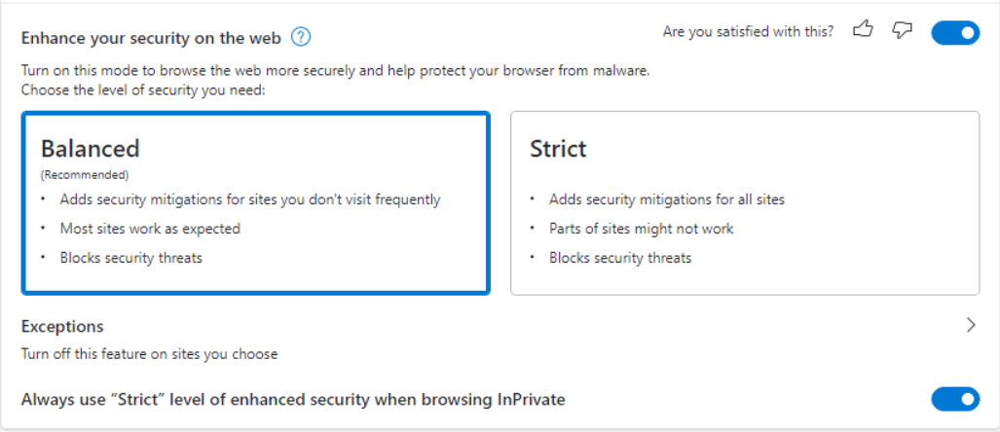 Enhance your security on the web ?
Are you satisfied with this?
Turn on this mode to browse the web more securely and help protect your browser from malware.
Choose the level of security you need:
Balanced
(Recommended)
• Adds security mitigations for sites you don't visit frequently
• Most sites work as expected
• Blocks security threats
Strict
• Adds security mitigations for all sites
• Parts of sites might not work
• Blocks security threats
Exceptions
Turn off this feature on sites you choose
Always use “Strict” level of enhanced security when browsing InPrivate